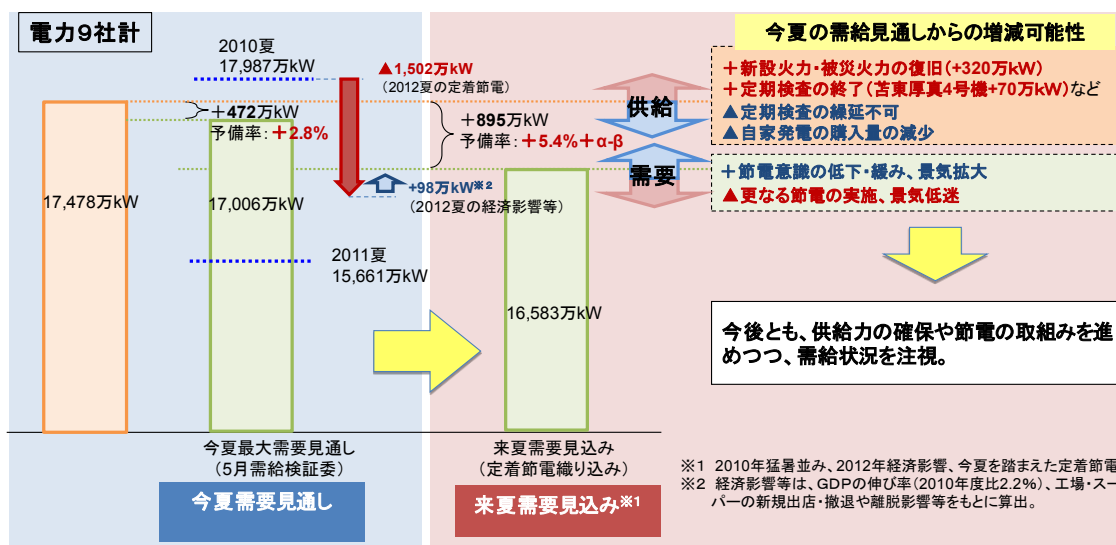 電力9社計
2010夏
17,987万kW
▲1,502万kW
(2012夏の定着節電)
+472万kW
予備率:+2.8%
+895万kW
予備率:+5.4%+α-β
+98万kW※2
(2012夏の経済影響等)
17,478万kW
17,006万kW
2011夏
15,661万kW
16,583万kW
今夏最大需要見通し
(5月需給検証委)
今夏需要見通し
来夏需要見込み
(定着節電織り込み)
来夏需要見込み※1
供給
需要
今夏の需給見通しからの増減可能性
+新設火力・被災火力の復旧(+320万kW)
+定期検査の終了(苫東厚真4号機+70万kW)など
▲定期検査の繰延不可
▲自家発電の購入量の減少
+節電意識の低下・緩み、景気拡大
▲更なる節電の実施、景気低迷
今後とも、供給力の確保や節電の取組みを進
めつつ、需給状況を注視。
※1 2010年猛暑並み、2012年経済影響、今夏を踏まえた定着節電
※2 経済影響等は、GDPの伸び率(2010年度比2.2%)、工場・スー
パーの新規出店・撤退や離脱影響等をもとに算出。